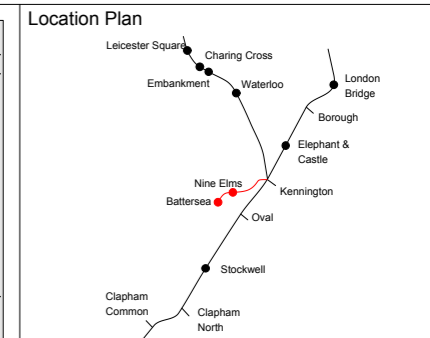 Location Plan
Leicester Square
Charing Cross
Embankment
Waterloo
London
Bridge
Borough
Elephant &
Castle
Nine Elms
Kennington
Battersea
Oval
Stockwell
Clapham
Common
Clapham
North